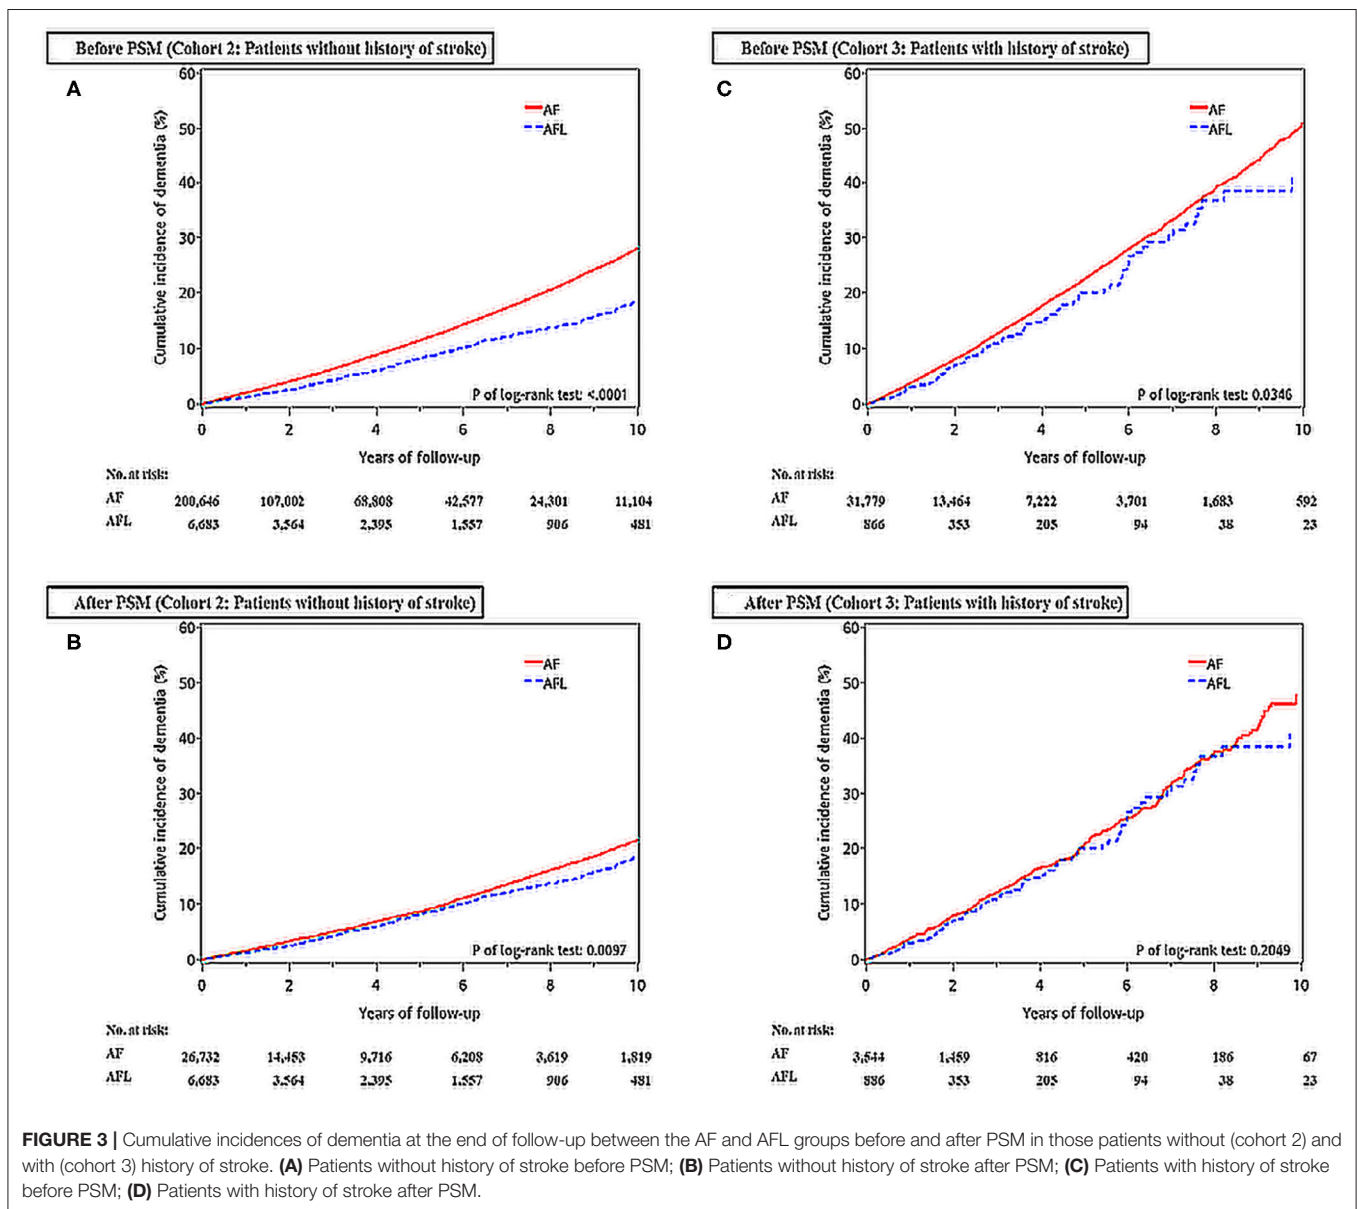 Before PSM (Cohort 2: Patients without history of stroke)
A
Cumulative incidence of dementia (%)
60
50
40
30
20
10
0
AF
AFL
P of log-rank test: <.0001
0 2 4 6 8 10
Years of follow-up
No. at risk:
AF 200,646 107,002 68,808 42,577 24,301 11,104
AFL 6,683 3,564 2,395 1,557 906 481
Before PSM (Cohort 3: Patients with history of stroke)
C
Cumulative incidence of dementia (%)
60
50
40
30
20
10
0
AF
AFL
P of log-rank test: 0.0346
0 2 4 6 8 10
Years of follow-up
No. at risk:
AF 31,779 13,464 7,222 3,701 1,683 592
AFL 866 353 205 94 38 23
After PSM (Cohort 2: Patients without history of stroke)
B
Cumulative incidence of dementia (%)
60
50
40
30
20
10
0
AF
AFL
P of log-rank test: 0.0097
0 2 4 6 8 10
Years of follow-up
No. at risk:
AF 26,732 14,453 9,716 6,208 3,619 1,819
AFL 6,683 3,564 2,395 1,557 906 481
After PSM (Cohort 3: Patients with history of stroke)
D
Cumulative incidence of dementia (%)
60
50
40
30
20
10
0
AF
AFL
P of log-rank test: 0.2049
0 2 4 6 8 10
Years of follow-up
No. at risk:
AF 3,544 1,459 816 420 186 67
AFL 886 353 205 94 38 23
FIGURE 3 | Cumulative incidences of dementia at the end of follow-up between the AF and AFL groups before and after PSM in those patients without (cohort 2) and
with (cohort 3) history of stroke. (A) Patients without history of stroke before PSM; (B) Patients without history of stroke after PSM; (C) Patients with history of stroke
before PSM; (D) Patients with history of stroke after PSM.